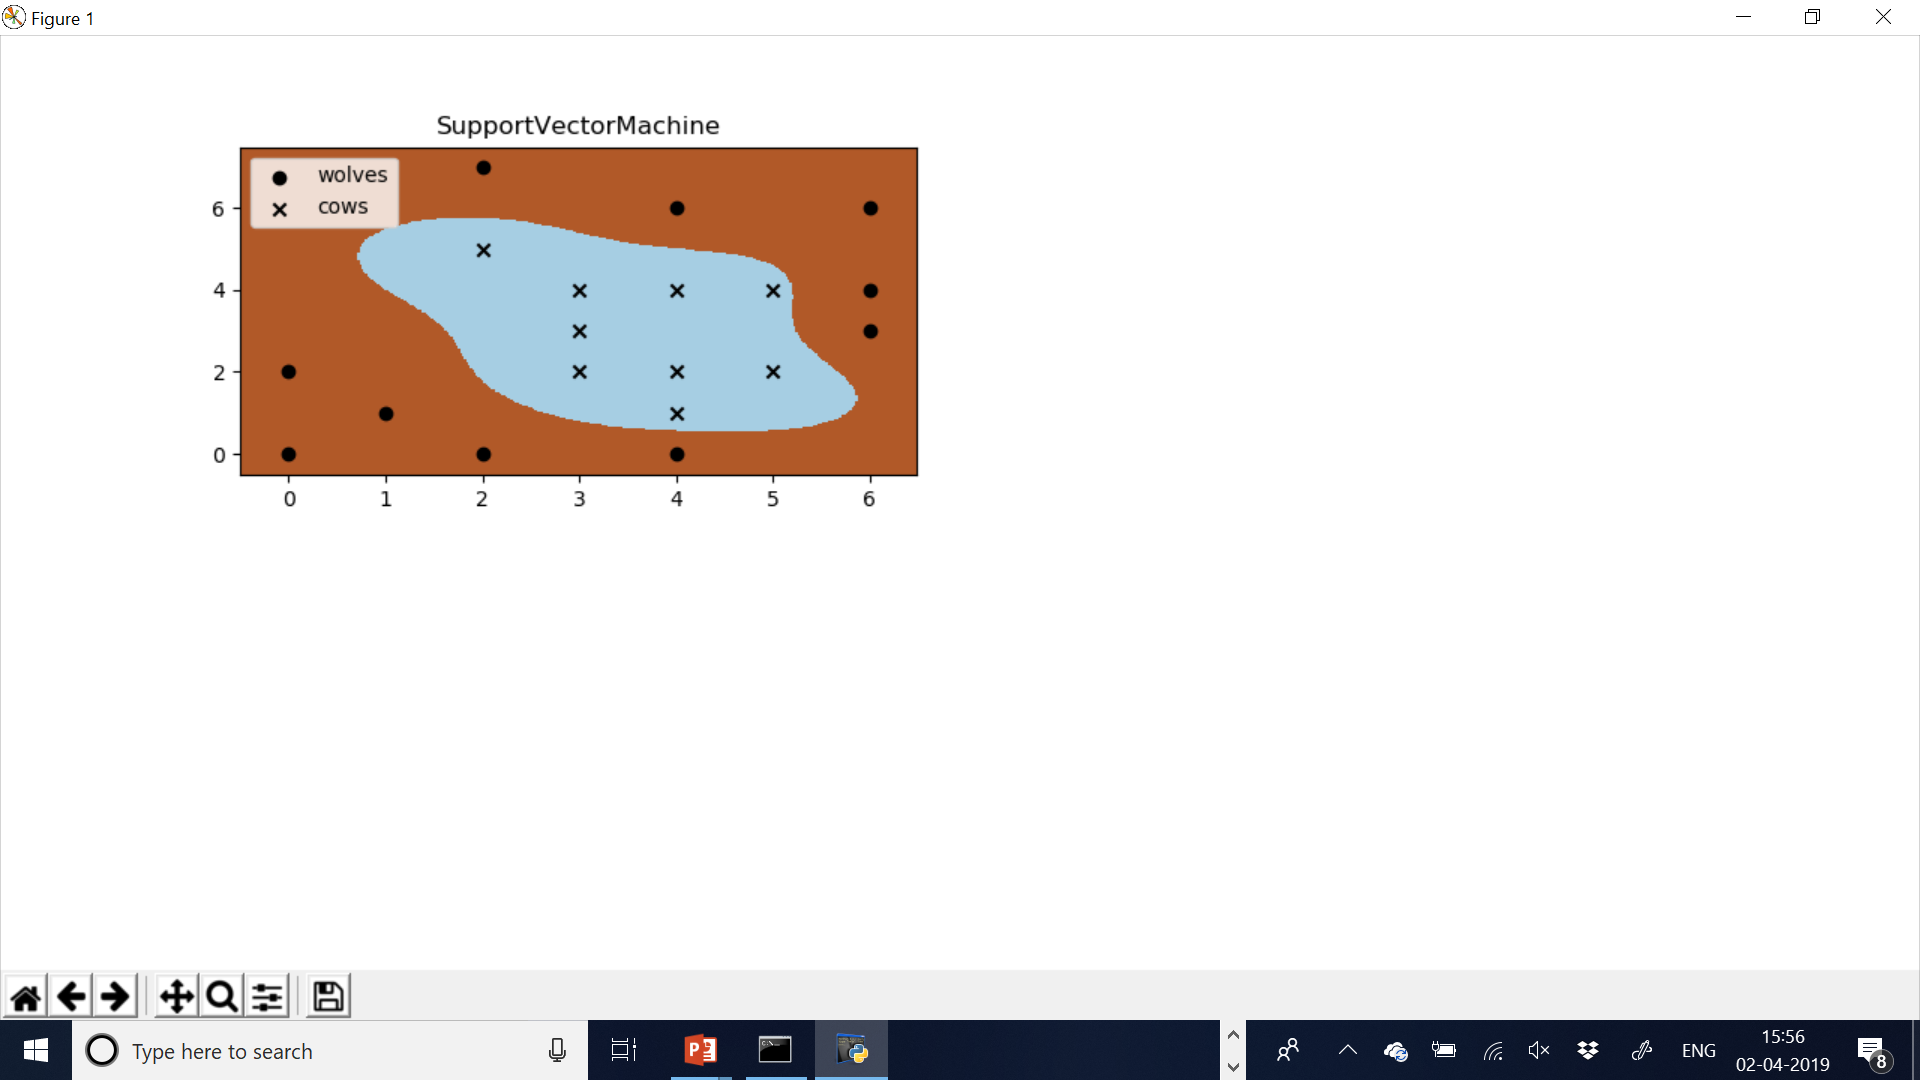 Figure 1
SupportVectorMachine
wolves
cows
6
4
2
0
0 1 2 3 4 5 6
Type here to search
ENG
15:56
02-04-2019
8